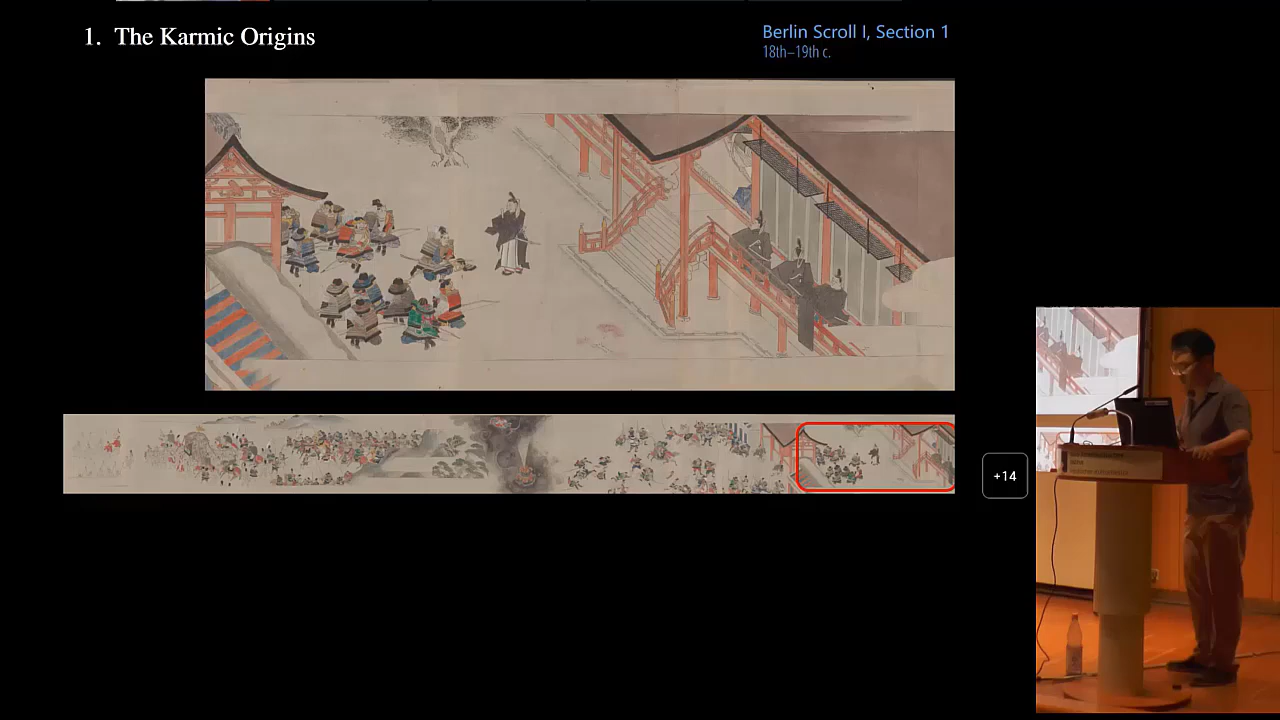 1. The Karmic Origins
Berlin Scroll I, Section 1
18th–19th c.
+14